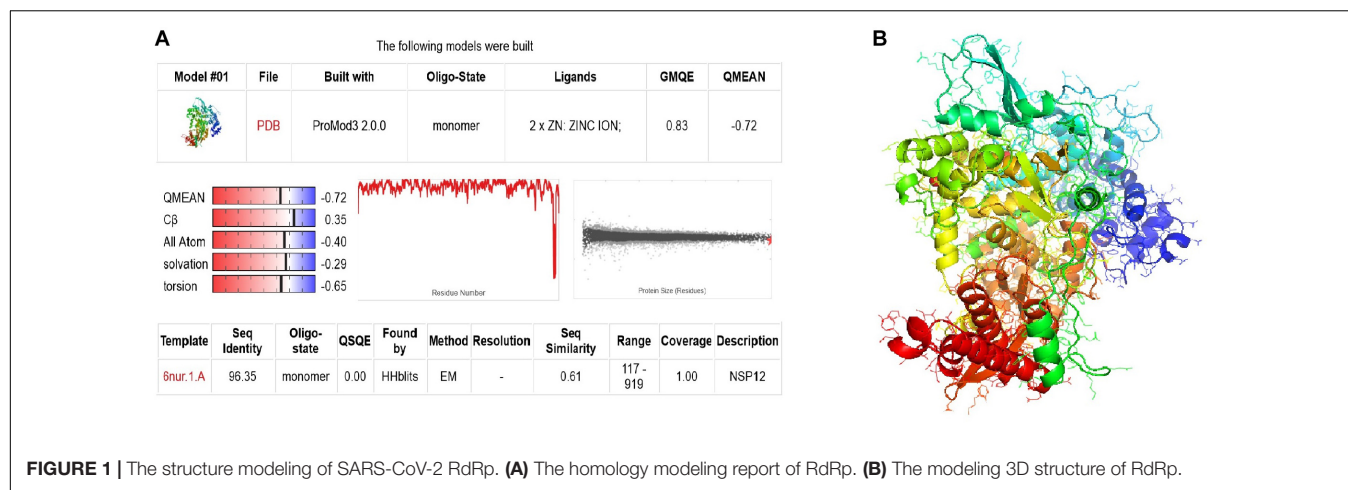 A
The following models were built
Model #01 File Built with Oligo-State Ligands GMQE QMEAN
PDB ProMod3 2.0.0 monomer 2 x ZN: ZINC ION; 0.83 -0.72
QMEAN -0.72
Cβ 0.35
All Atom -0.40
solvation -0.29
torsion -0.65
Residue Number
Protein Size (Residues)
Template Seq Identity Oligo-state QSQE Found by Method Resolution Seq Similarity Range Coverage Description
6nur.1.A 96.35 monomer 0.00 HHblits EM - 0.61 117 - 919 1.00 NSP12
B
FIGURE 1 | The structure modeling of SARS-CoV-2 RdRp. (A) The homology modeling report of RdRp. (B) The modeling 3D structure of RdRp.